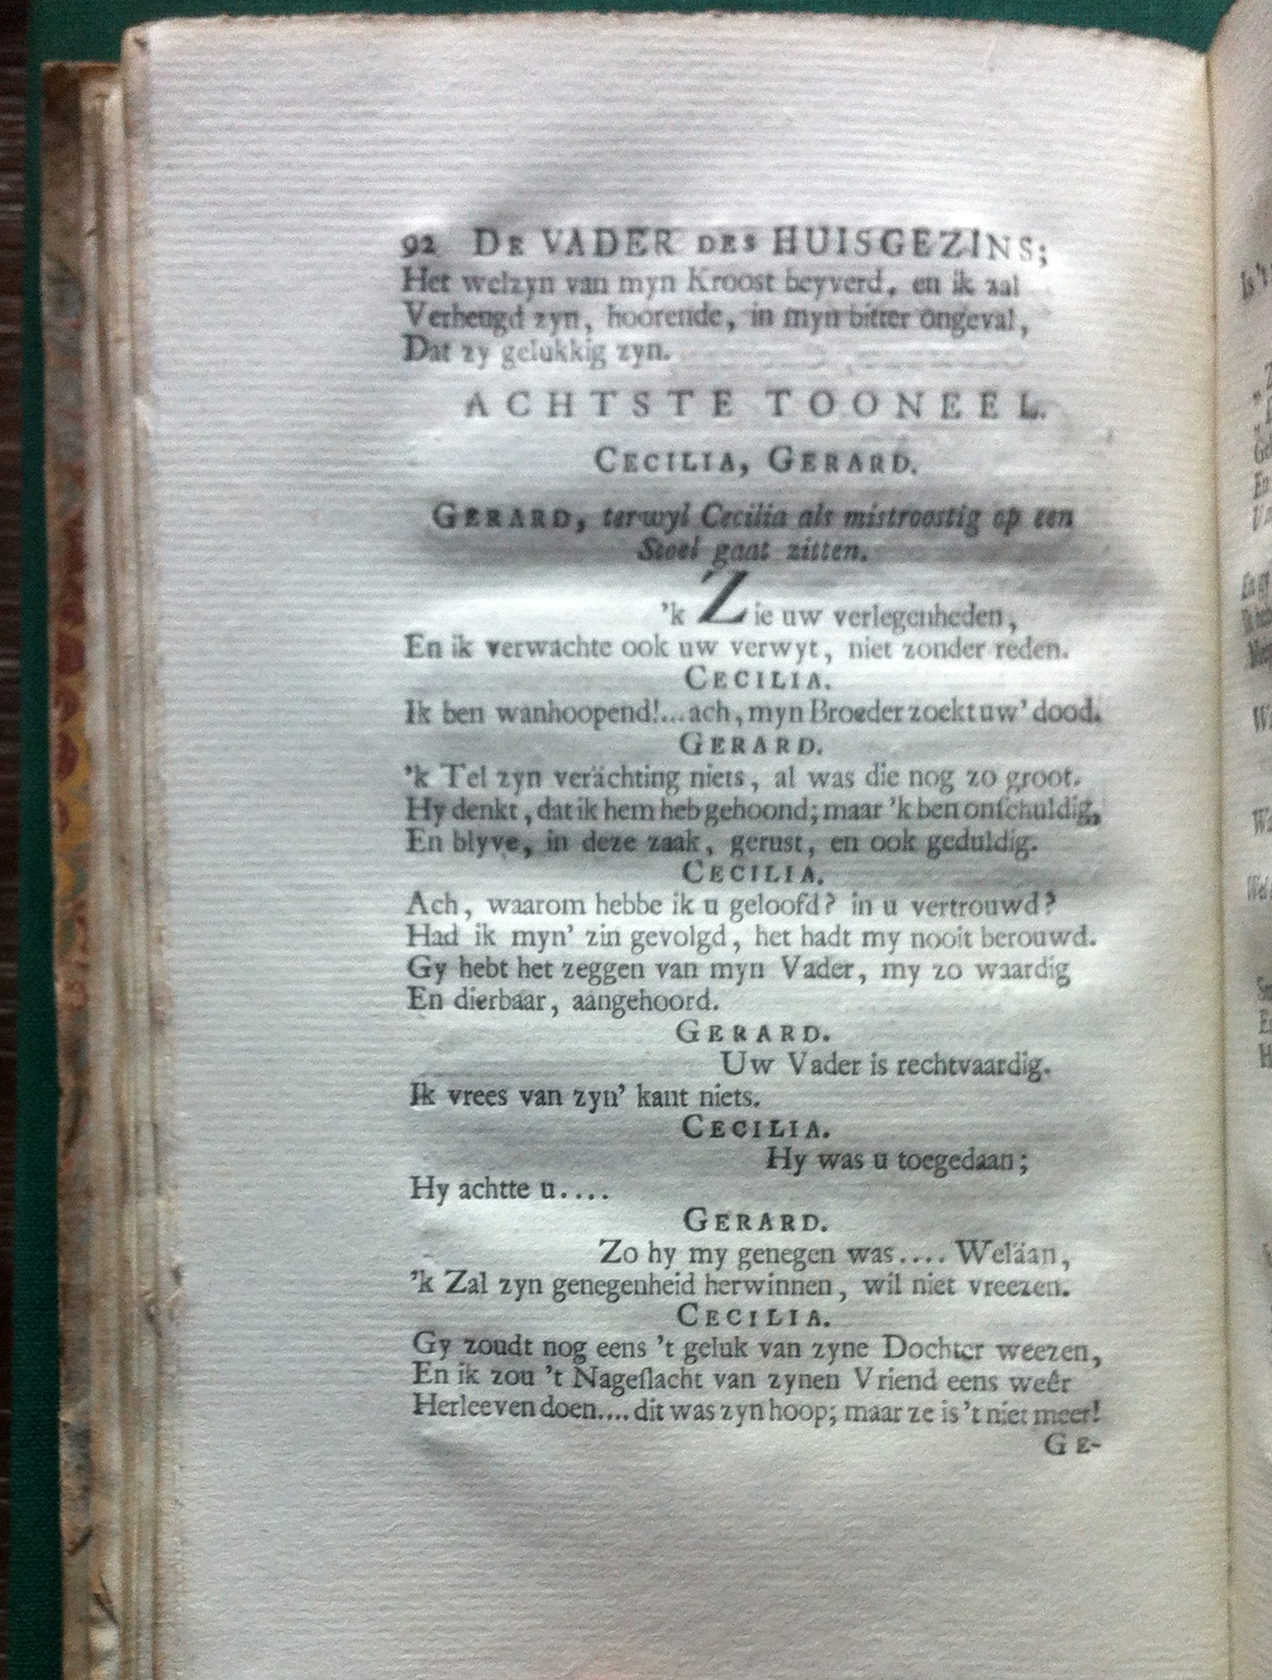 92 DE VADER DES HUISGEZINS;
Het welzyn van myn Kroost beyverd, en ik zal
Verheugd zyn, hoorende, in myn bitter ongeval,
Dat zy gelukkig zyn.
ACHTSTE TOONEEL.
CECILIA, GERARD.
GERARD, terwyl Cecilia als mistroostig op een
Stoel gaat zitten.
'k Zie uw verlegenheden,
En ik verwachte ook uw verwyt, niet zonder reden.
CECILIA.
Ik ben wanhoopend!... ach, myn Broeder zoekt uw' dood.
GERARD.
'k Tel zyn verächting niets, al was die nog zo groot.
Hy denkt, dat ik hem heb gehoond; maar 'k ben onschuldig,
En blyve, in deze zaak, gerust, en ook geduldig.
CECILIA.
Ach, waarom hebbe ik u geloofd? in u vertrouwd?
Had ik myn' zin gevolgd, het hadt my nooit berouwd.
Gy hebt het zeggen van myn Vader, my zo waardig
En dierbaar, aangehoord.
GERARD.
Uw Vader is rechtvaardig.
Ik vrees van zyn' kant niets.
CECILIA.
Hy was u toegedaan;
Hy achtte u....
GERARD.
Zo hy my genegen was.... Weläan,
'k Zal zyn genegenheid herwinnen, wil niet vreezen.
CECILIA.
Gy zoudt nog eens 't geluk van zyne Dochter weezen,
En ik zou 't Nageslacht van zynen Vriend eens weêr
Herleeven doen.... dit was zyn hoop; maar ze is 't niet meer!
GE-